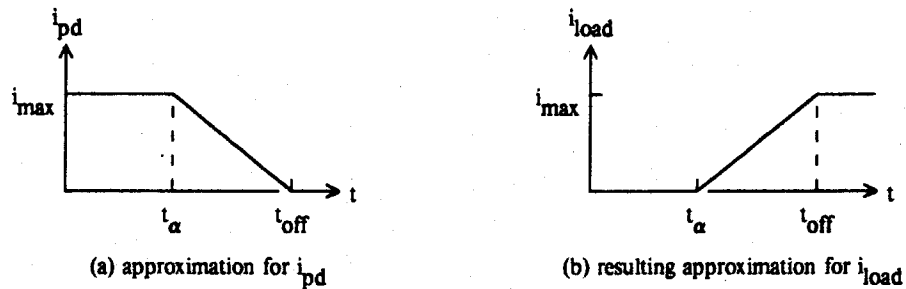 i_pd
i_max
t_α
t_off
t
(a) approximation for i_pd
i_load
i_max
t_α
t_off
t
(b) resulting approximation for i_load